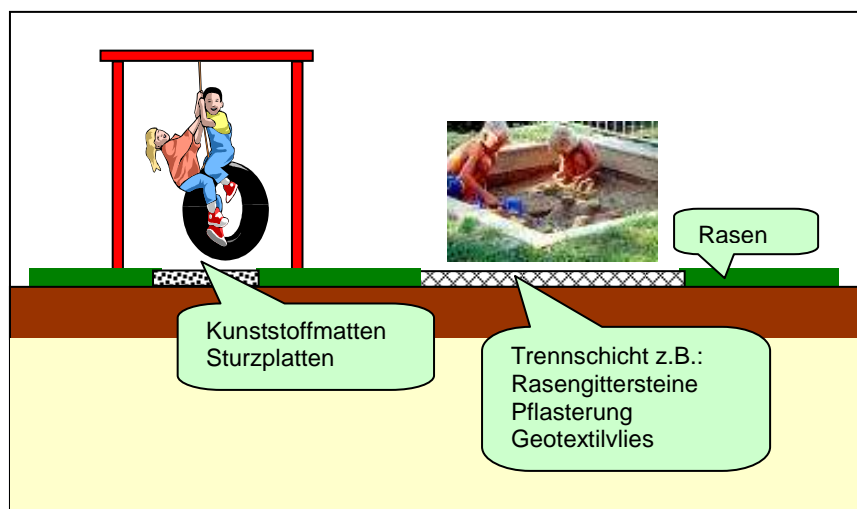 Rasen
Kunststoffmatten
Sturzplatten
Trennschicht z.B.:
Rasengittersteine
Pflasterung
Geotextilvlies